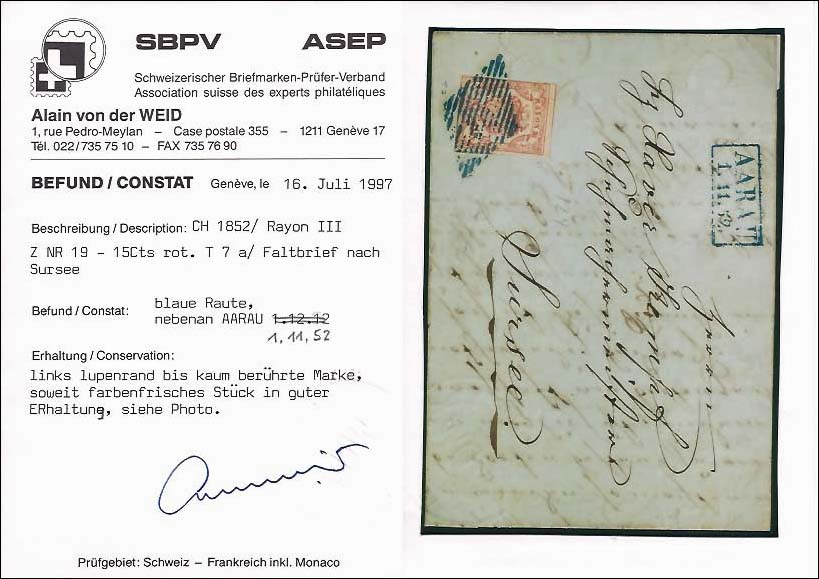 SBPV ASEP
Schweizerischer Briefmarken-Prüfer-Verband
Association suisse des experts philatéliques
Alain von der WEID
1, rue Pedro-Meylan – Case postale 355 – 1211 Genève 17
Tél. 022/735 75 10 – FAX 735 76 90
BEFUND / CONSTAT Genève, le 16. Juli 1997
Beschreibung / Description: CH 1852/ Rayon III
Z NR 19 - 15Cts rot. T 7 a/ Faltbrief nach
Sursee
Befund / Constat: blaue Raute,
nebenan AARAU 1.12.12
1.11.52
Erhaltung / Conservation:
links lupenrand bis kaum berührte Marke,
soweit farbenfrisches Stück in guter
ERhaltung, siehe Photo.
Prüfgebiet: Schweiz – Frankreich inkl. Monaco
AARAU
Herrn
Xaver
Sursee.